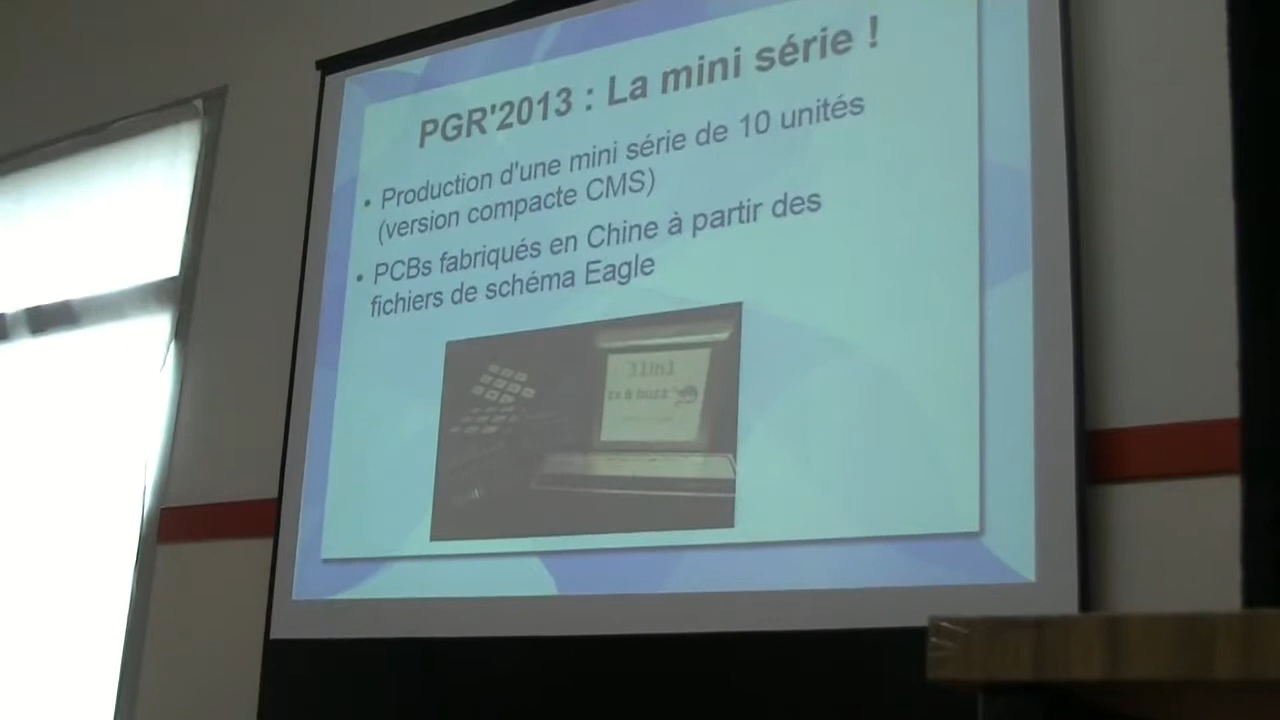 PGR'2013 : La mini série !
• Production d'une mini série de 10 unités
(version compacte CMS)
• PCBs fabriqués en Chine à partir des
fichiers de schéma Eagle